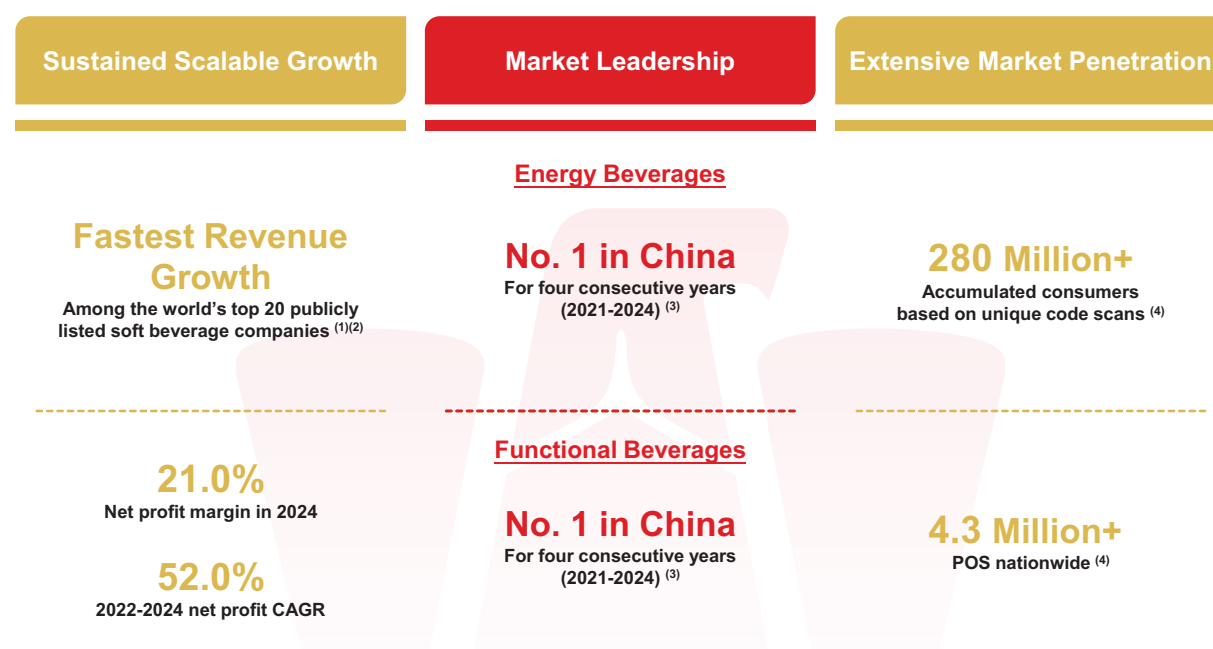 Sustained Scalable Growth
Fastest Revenue
Growth
Among the world’s top 20 publicly
listed soft beverage companies (1)(2)
21.0%
Net profit margin in 2024
52.0%
2022-2024 net profit CAGR
Market Leadership
Energy Beverages
No. 1 in China
For four consecutive years
(2021-2024) (3)
Functional Beverages
No. 1 in China
For four consecutive years
(2021-2024) (3)
Extensive Market Penetration
280 Million+
Accumulated consumers
based on unique code scans (4)
4.3 Million+
POS nationwide (4)